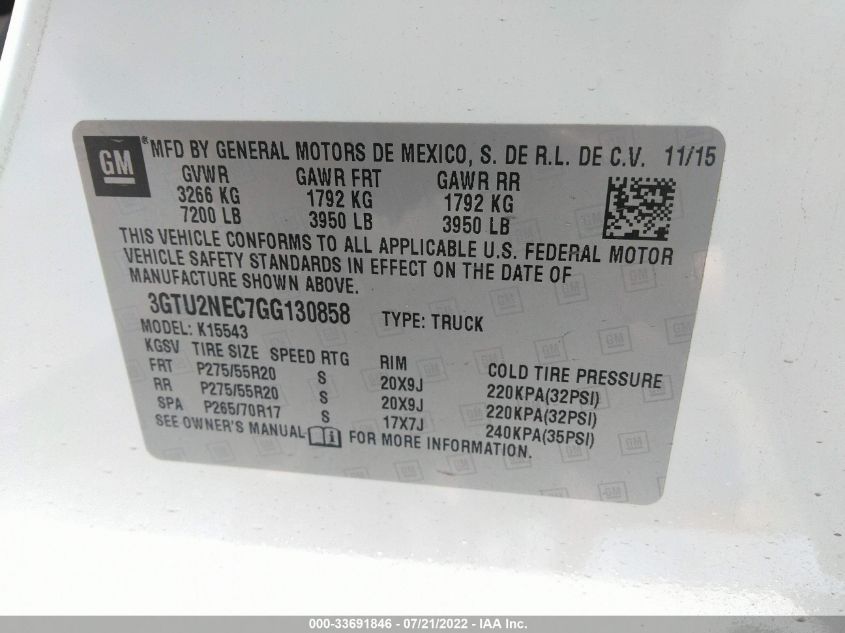 GM ® MFD BY GENERAL MOTORS DE MEXICO, S. DE R.L. DE C.V. 11/15
GVWR GAWR FRT GAWR RR
3266 KG 1792 KG 1792 KG
7200 LB 3950 LB 3950 LB
THIS VEHICLE CONFORMS TO ALL APPLICABLE U.S. FEDERAL MOTOR
VEHICLE SAFETY STANDARDS IN EFFECT ON THE DATE OF
MANUFACTURE SHOWN ABOVE.
3GTU2NEC7GG130858 TYPE: TRUCK
MODEL: K15543
KGSV TIRE SIZE SPEED RTG RIM COLD TIRE PRESSURE
FRT P275/55R20 S 20X9J 220KPA(32PSI)
RR P275/55R20 S 20X9J 220KPA(32PSI)
SPA P265/70R17 S 17X7J 240KPA(35PSI)
SEE OWNER'S MANUAL FOR MORE INFORMATION.
000-33691846 - 07/21/2022 - IAA Inc.